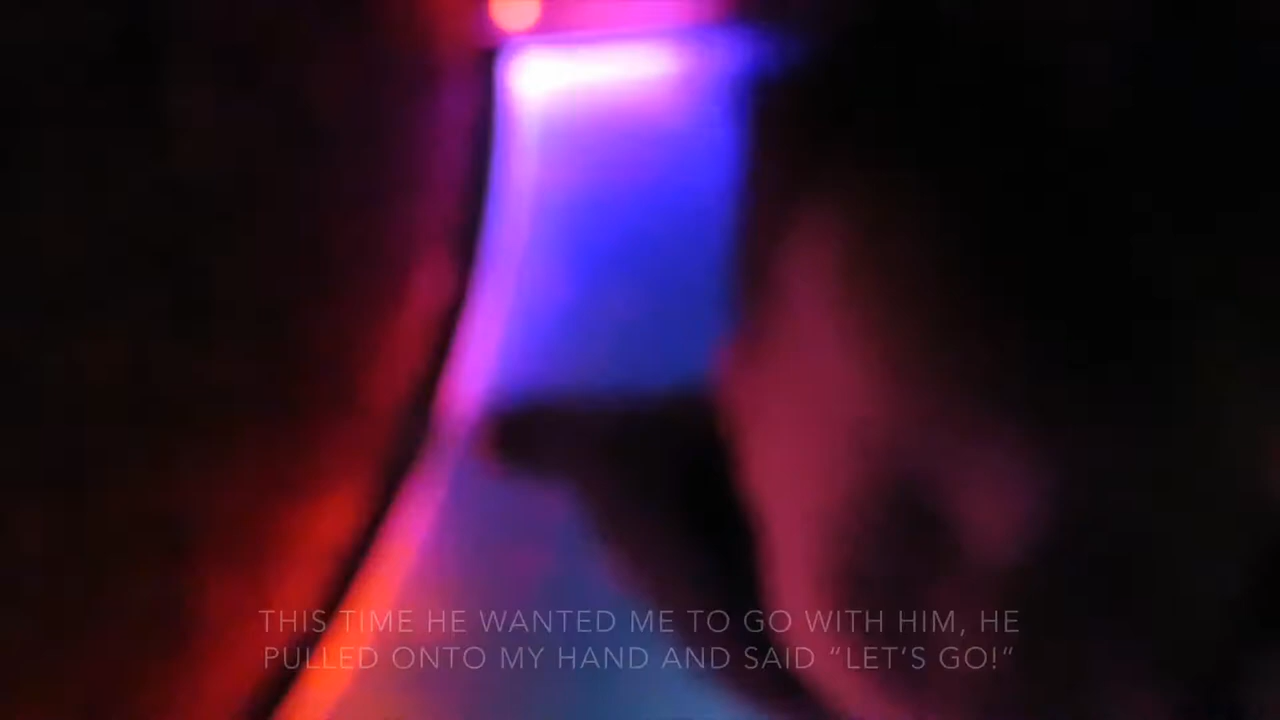 THIS TIME HE WANTED ME TO GO WITH HIM, HE
PULLED ONTO MY HAND AND SAID “LET‘S GO!“